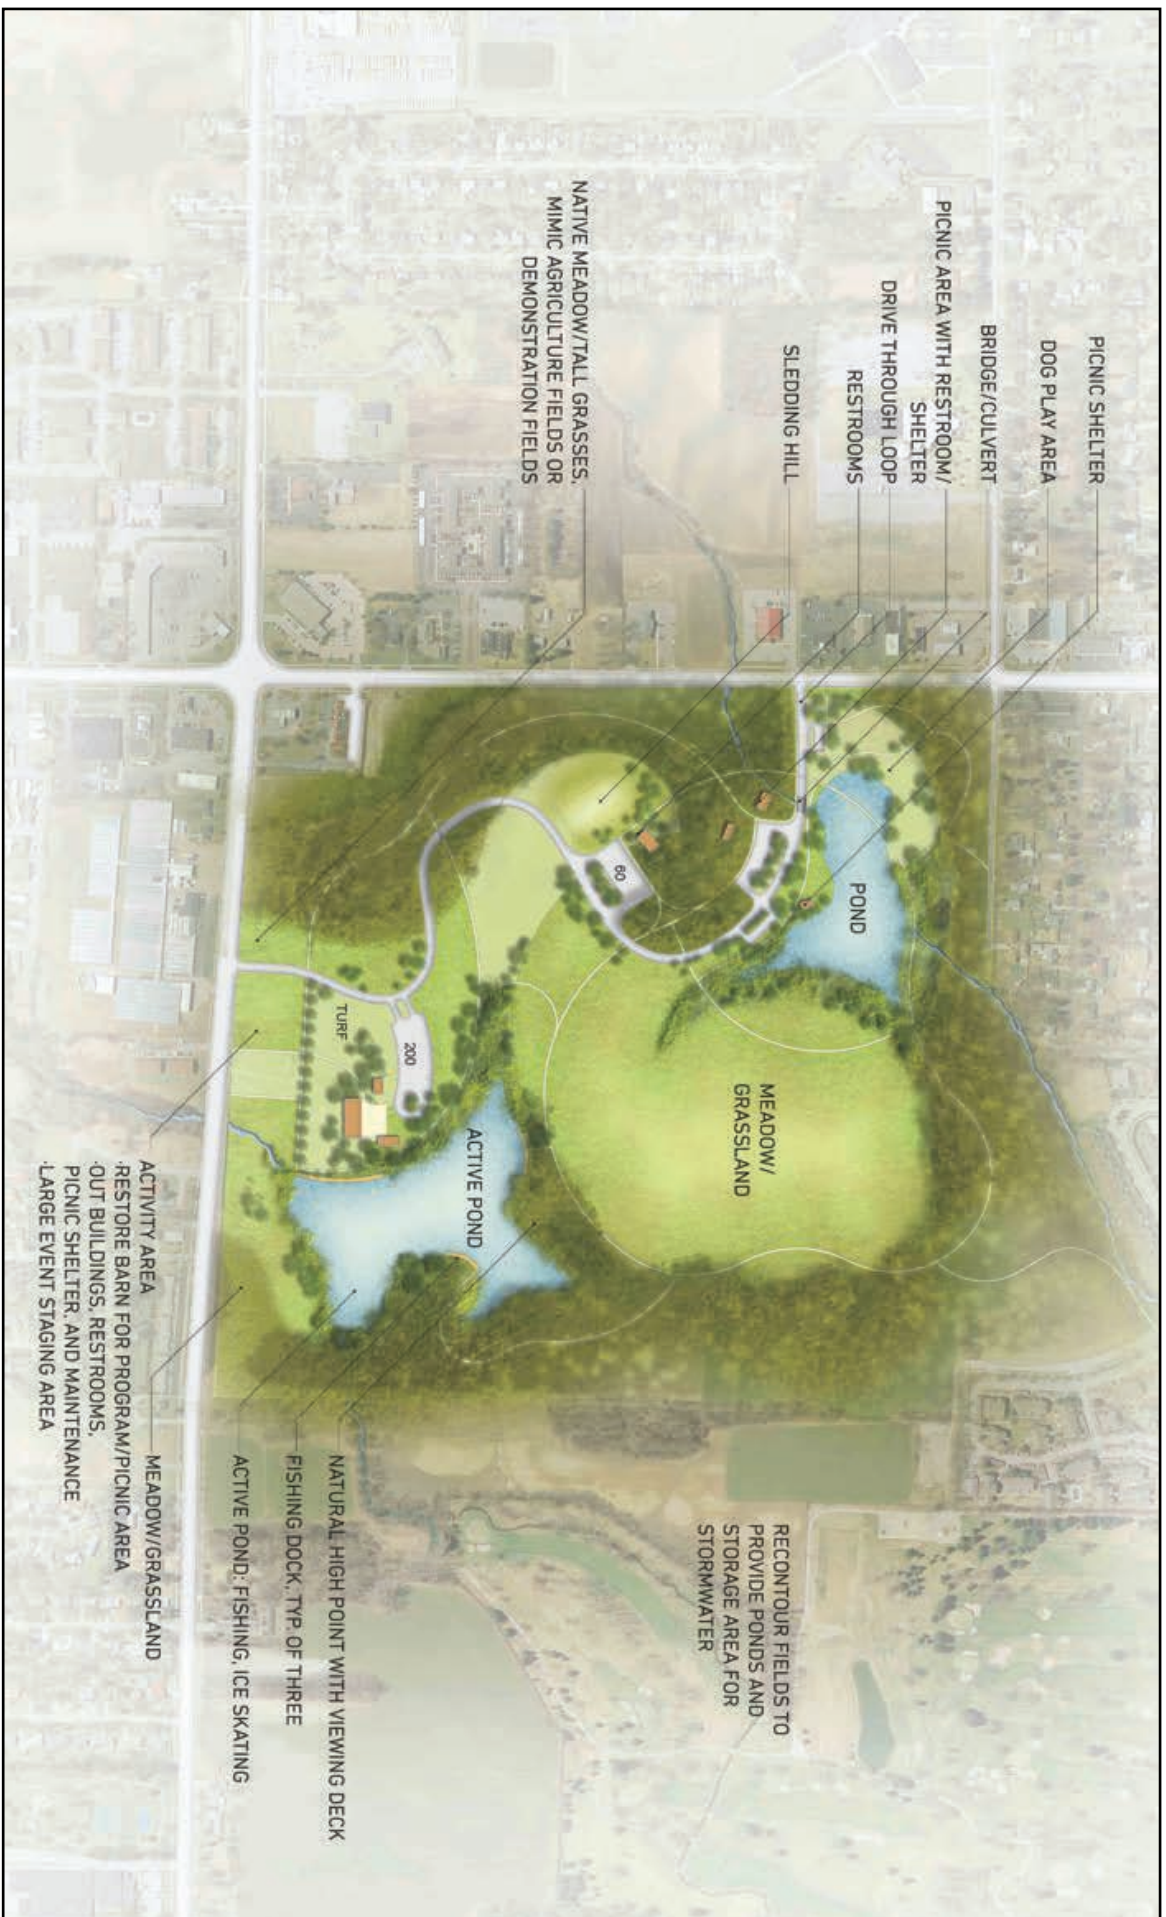 PICNIC SHELTER
DOG PLAY AREA
BRIDGE/CULVERT
PICNIC AREA WITH RESTROOM/
SHELTER
DRIVE THROUGH LOOP
RESTROOMS
SLEDDING HILL
NATIVE MEADOW/TALL GRASSES,
MIMIC AGRICULTURE FIELDS OR
DEMONSTRATION FIELDS
POND
60
MEADOW/
GRASSLAND
TURF
200
ACTIVE POND
RECONTOUR FIELDS TO
PROVIDE PONDS AND
STORAGE AREA FOR
STORMWATER
NATURAL HIGH POINT WITH VIEWING DECK
FISHING DOCK, TYP. OF THREE
ACTIVE POND: FISHING, ICE SKATING
MEADOW/GRASSLAND
ACTIVITY AREA
·RESTORE BARN FOR PROGRAM/PICNIC AREA
·OUT BUILDINGS, RESTROOMS,
PICNIC SHELTER, AND MAINTENANCE
·LARGE EVENT STAGING AREA